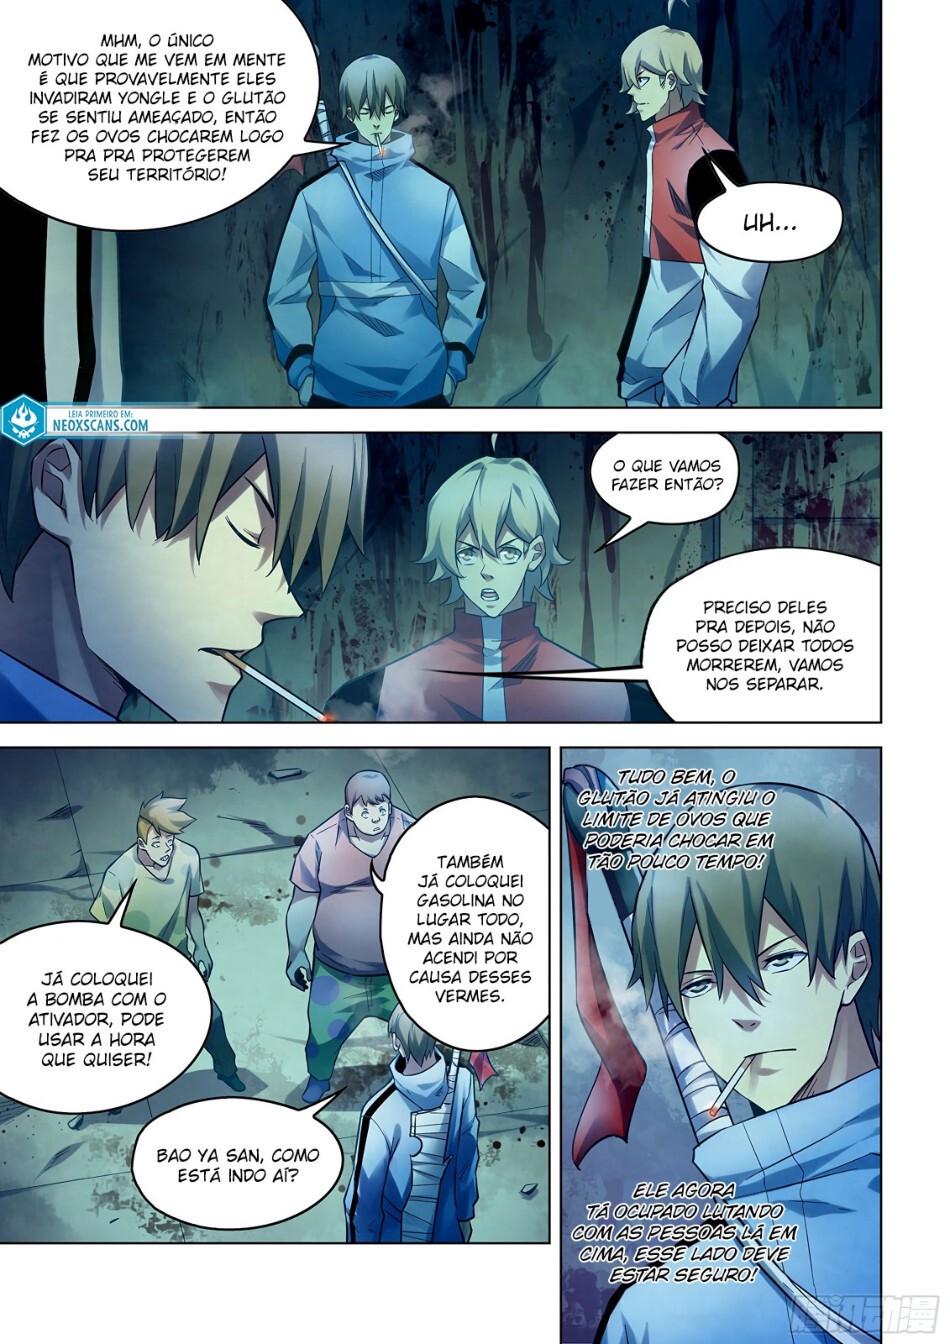 MHM, O ÚNICO
MOTIVO QUE ME VEM EM MENTE
É QUE PROVAVELMENTE ELES
INVADIRAM YONGLE E O GLUTÃO
SE SENTIU AMEAÇADO, ENTÃO
FEZ OS OVOS CHOCAREM LOGO
PRA PRA PROTEGEREM
SEU TERRITÓRIO!
UH...
LEIA PRIMEIRO EM:
NEOXSCANS.COM
O QUE VAMOS
FAZER ENTÃO?
PRECISO DELES
PRA DEPOIS, NÃO
POSSO DEIXAR TODOS
MORREREM, VAMOS
NOS SEPARAR.
TAMBÉM
JÁ COLOQUEI
GASOLINA NO
LUGAR TODO,
MAS AINDA NÃO
ACENDI POR
CAUSA DESSES
VERMES.
JÁ COLOQUEI
A BOMBA COM O
ATIVADOR, PODE
USAR A HORA
QUE QUISER!
BAO YA SAN, COMO
ESTÁ INDO AÍ?
TUDO BEM, O
GLUTÃO JÁ ATINGIU O
LIMITE DE OVOS QUE
PODERIA CHOCAR EM
TÃO POUCO TEMPO!
ELE AGORA
TÁ OCUPADO LUTANDO
COM AS PESSOAS LÁ EM
CIMA, ESSE LADO DEVE
ESTAR SEGURO!
腾讯动漫